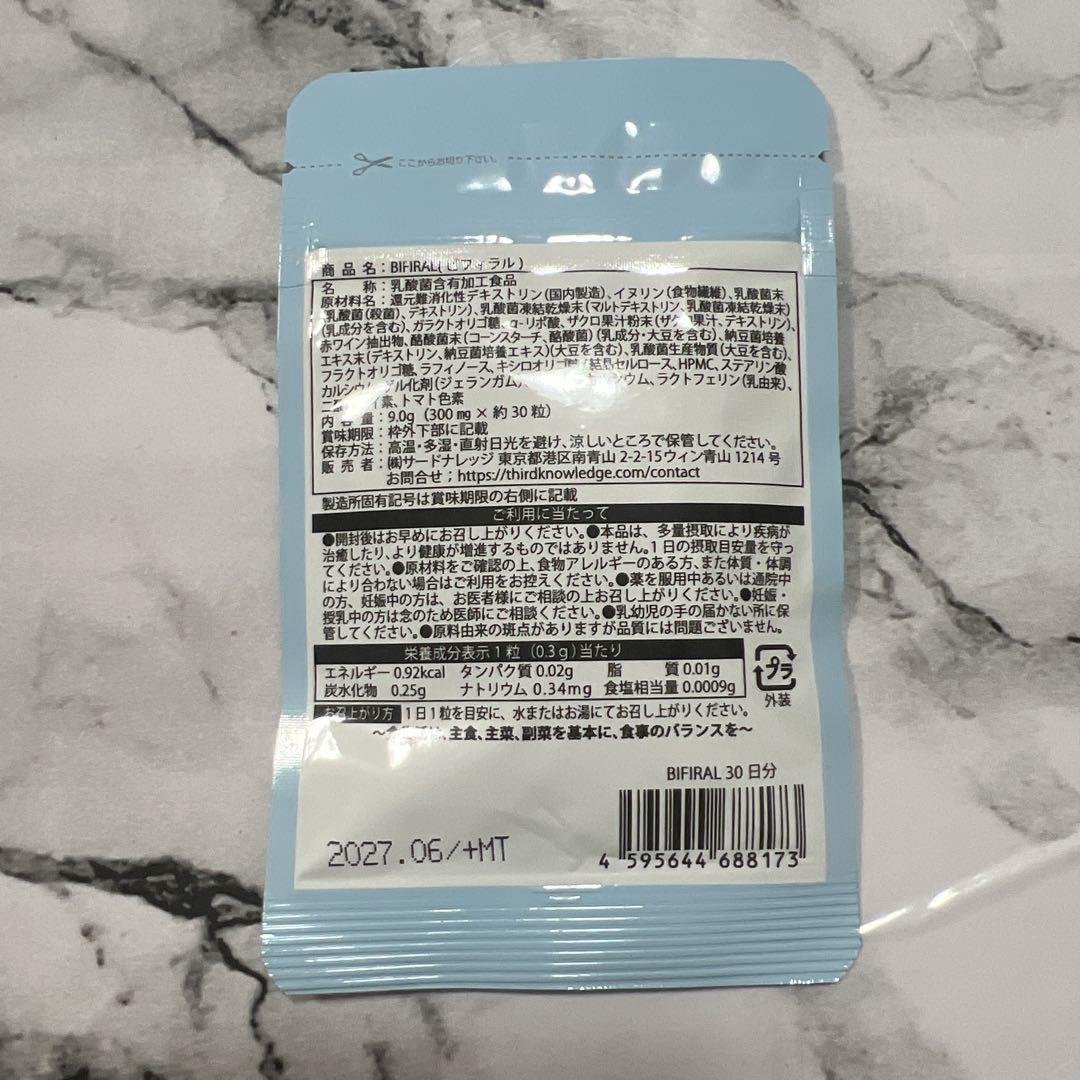 ここからお切り下さい。
商品名：BIFIRAL(ビフィラル)
名称：乳酸菌含有加工食品
原材料名：還元難消化性デキストリン(国内製造)、イヌリン(食物繊維)、乳酸菌末
(乳酸菌(殺菌)、デキストリン)、乳酸菌凍結乾燥末(マルトデキストリン、乳酸菌凍結乾燥末)
(乳成分を含む)、ガラクトオリゴ糖、α-リポ酸、ザクロ果汁粉末(ザクロ果汁、デキストリン)、
赤ワイン抽出物、酪酸菌末(コーンスターチ、酪酸菌)(乳成分・大豆を含む)、納豆菌培養
エキス末(デキストリン、納豆菌培養エキス)(大豆を含む)、乳酸菌生産物質(大豆を含む)、
フラクトオリゴ糖、ラフィノース、キシロオリゴ糖/結晶セルロース、HPMC、ステアリン酸
カルシウム、ゲル化剤(ジェランガム)、ラクトフェリン(乳由来)、
トマト色素
内容量：9.0g(300mg×約30粒)
賞味期限：枠外下部に記載
保存方法：高温・多湿・直射日光を避け、涼しいところで保管してください。
販売者：㈱サードナレッジ 東京都港区南青山 2-2-15ウィン青山 1214号
お問合せ；https://thirdknowledge.com/contact
製造所固有記号は賞味期限の右側に記載
ご利用に当たって
●開封後はお早めにお召し上がりください。●本品は、多量摂取により疾病が
治癒したり、より健康が増進するものではありません。1日の摂取目安量を守っ
てください。●原材料をご確認の上、食物アレルギーのある方、また体質・体調
により合わない場合はご利用をお控えください。●薬を服用中あるいは通院中
の方、妊娠中の方は、お医者様にご相談の上お召し上がりください。●妊娠・
授乳中の方は念のため医師にご相談ください。●乳幼児の手の届かない所に保
管してください。●原料由来の斑点がありますが品質には問題ございません。
栄養成分表示1粒(0.3g)当たり
エネルギー 0.92kcal タンパク質 0.02g 脂質 0.01g
炭水化物 0.25g ナトリウム 0.34mg 食塩相当量 0.0009g
プラ
外装
お召上がり方 1日1粒を目安に、水またはお湯にてお召し上がりください。
～食生活は、主食、主菜、副菜を基本に、食事のバランスを～
BIFIRAL 30日分
2027.06/+MT
4 595644 688173